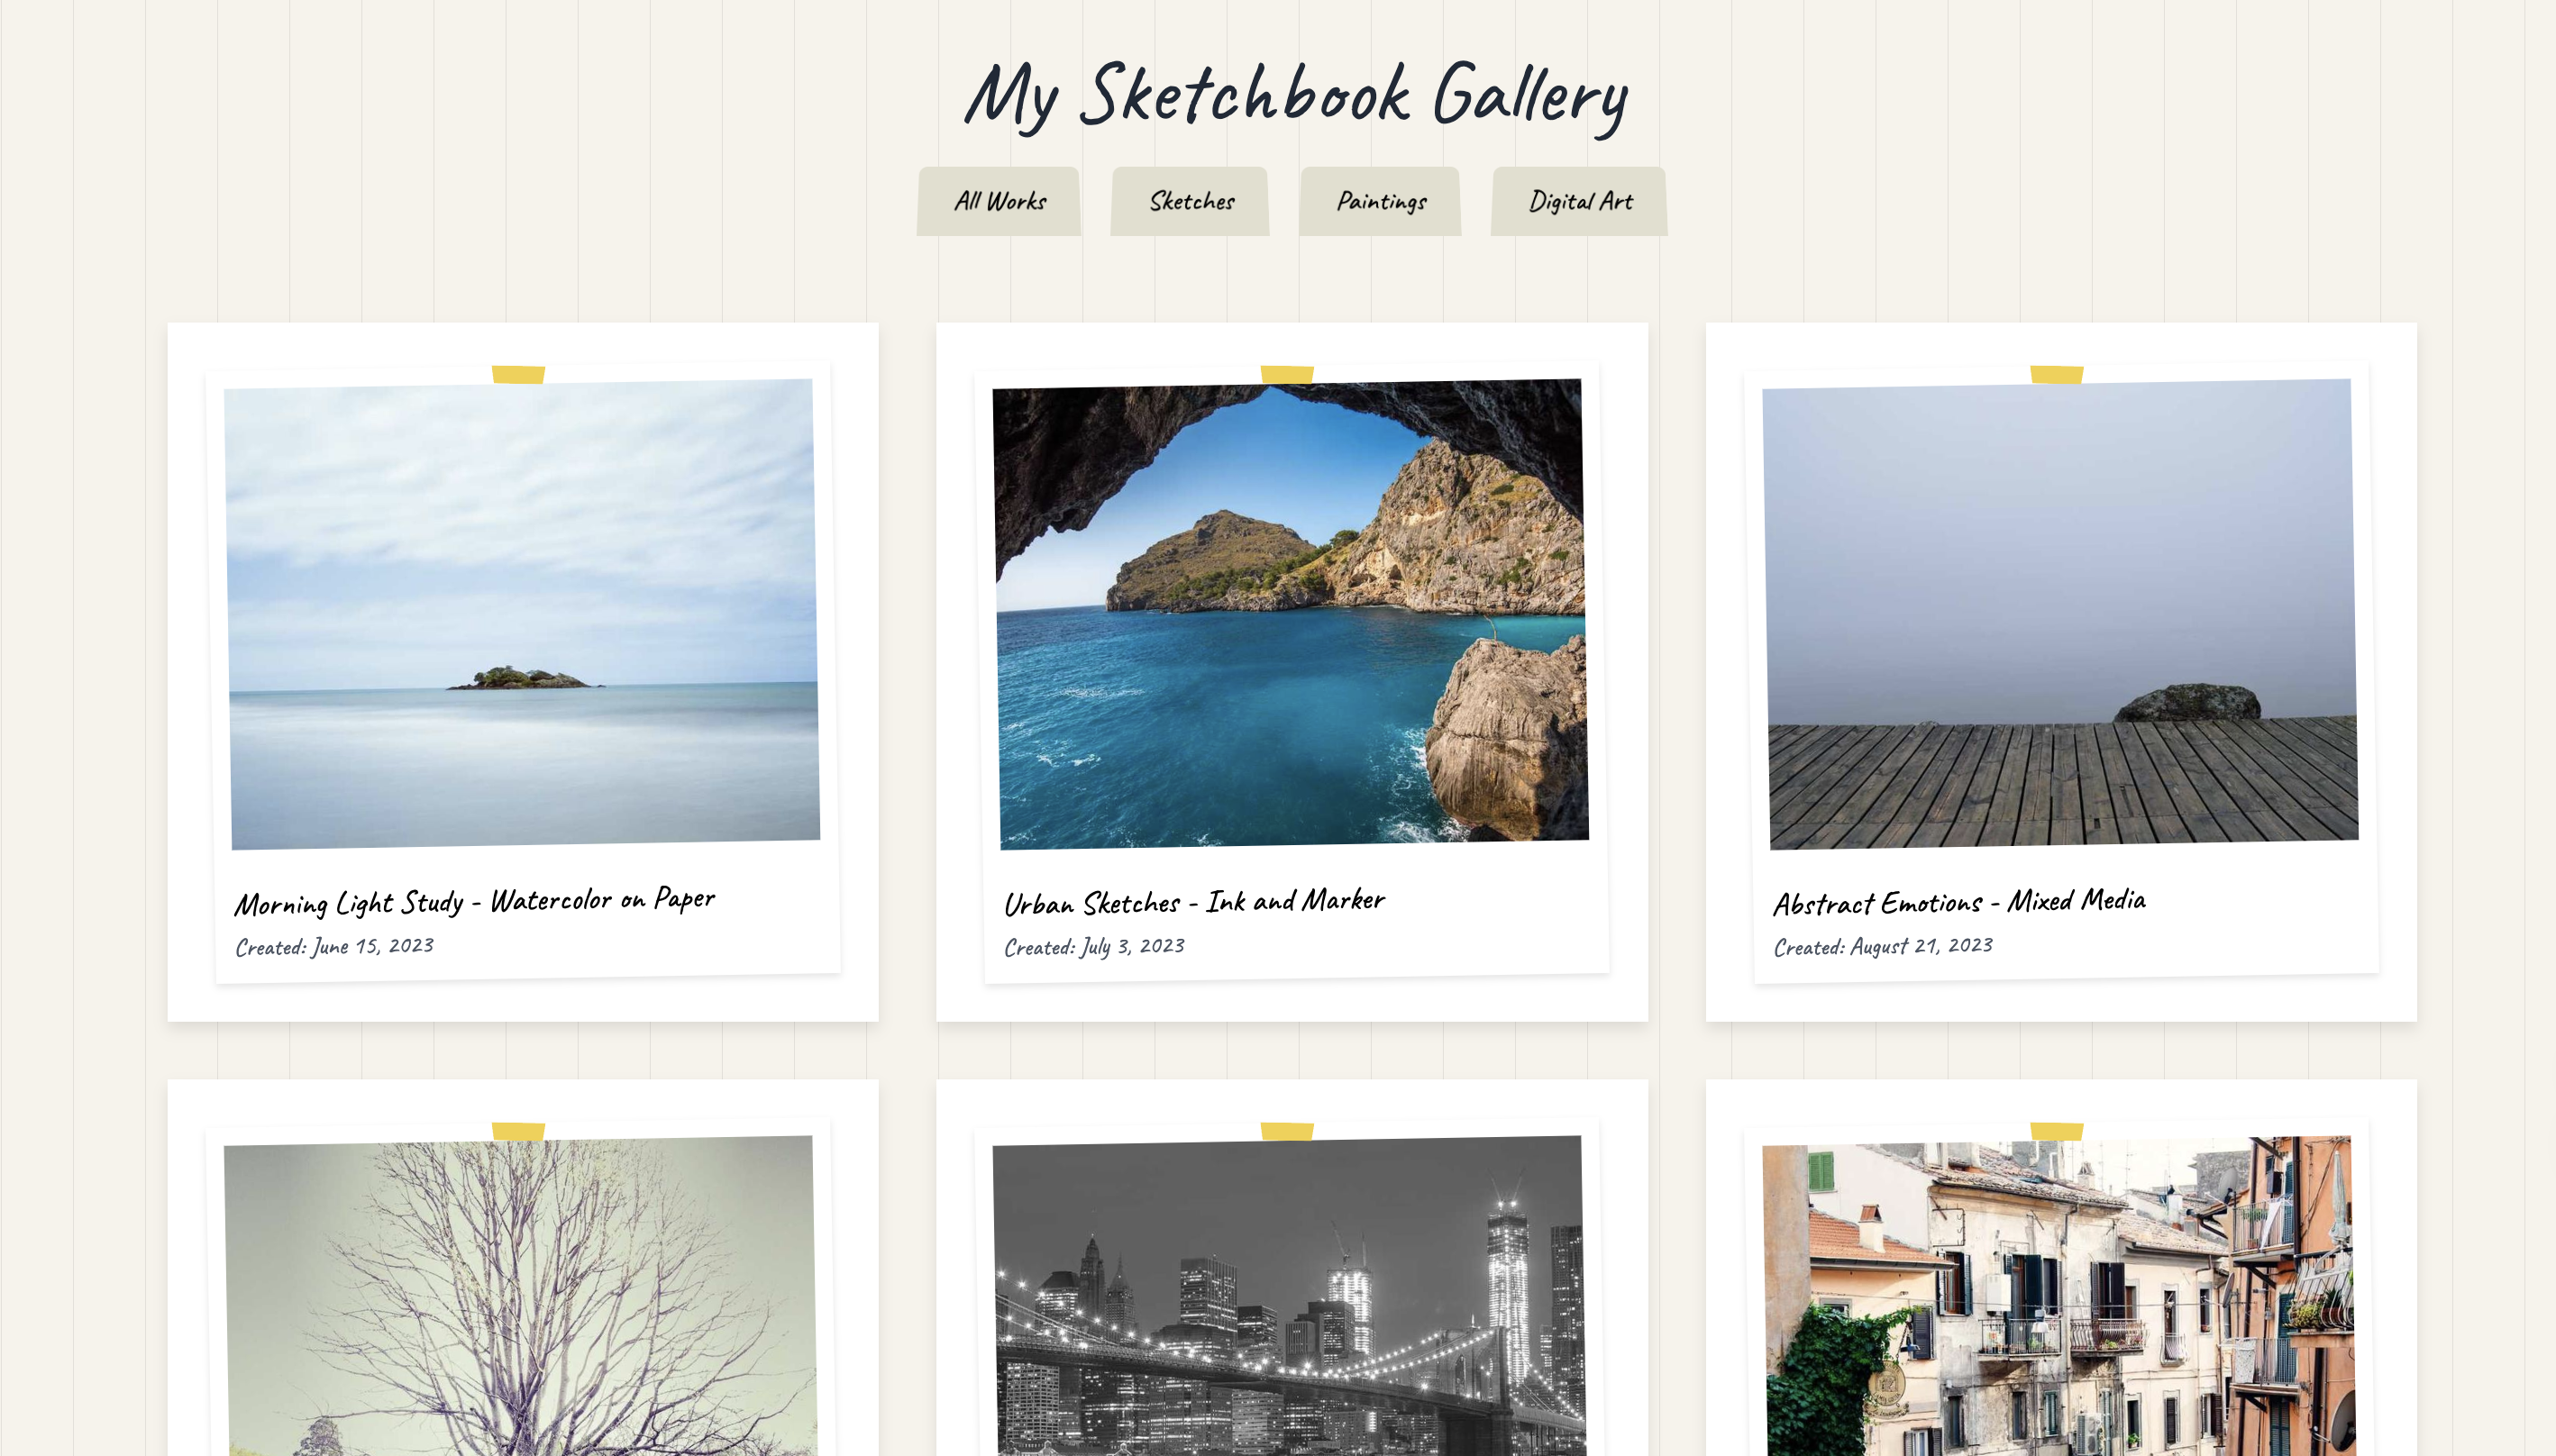 My Sketchbook Gallery
All Works
Sketches
Paintings
Digital Art
Morning Light Study - Watercolor on Paper
Created: June 15, 2023
Urban Sketches - Ink and Marker
Created: July 3, 2023
Abstract Emotions - Mixed Media
Created: August 21, 2023